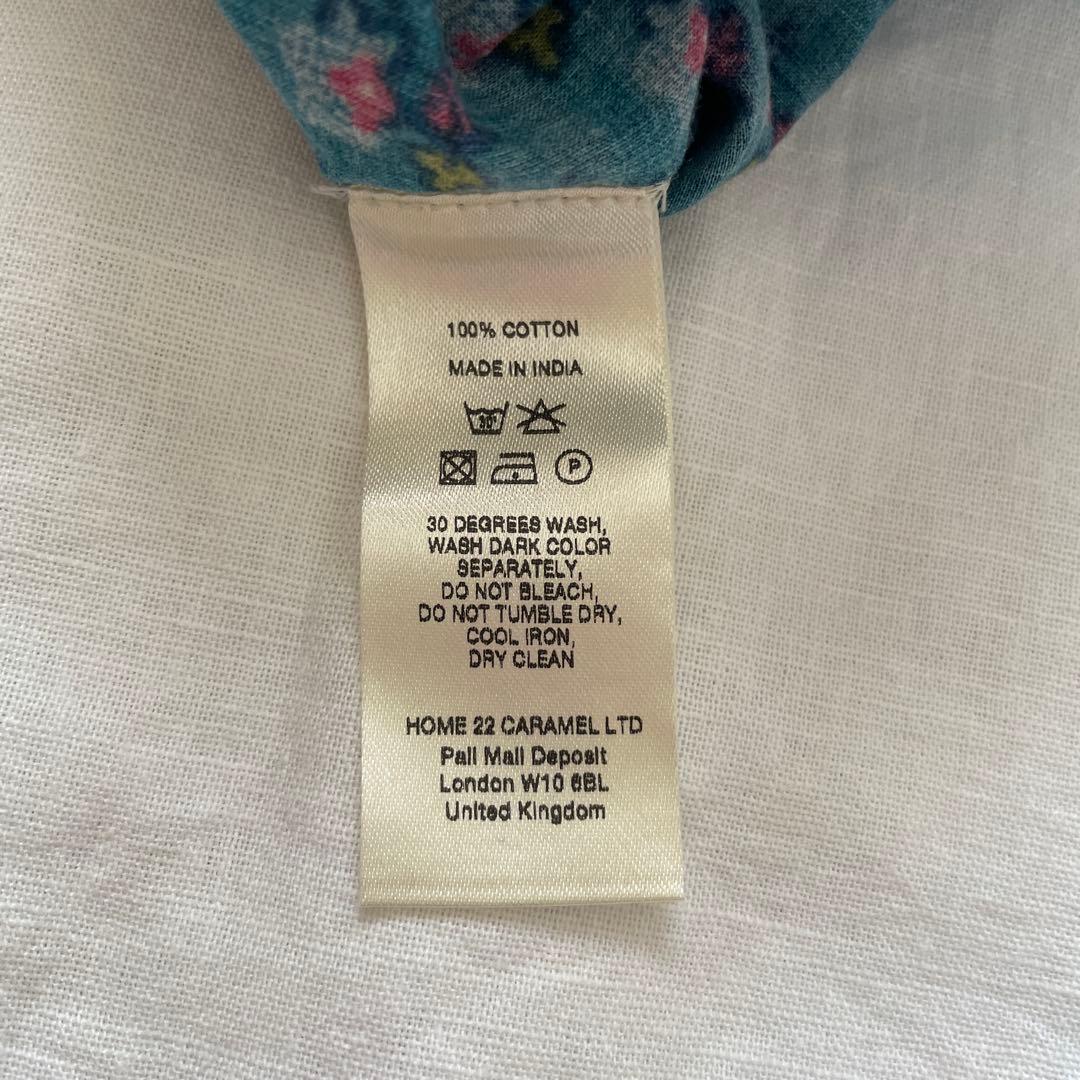 100% COTTON
MADE IN INDIA
30°
P
30 DEGREES WASH,
WASH DARK COLOR
SEPARATELY,
DO NOT BLEACH,
DO NOT TUMBLE DRY,
COOL IRON,
DRY CLEAN
HOME 22 CARAMEL LTD
Pall Mall Deposit
London W10 6BL
United Kingdom